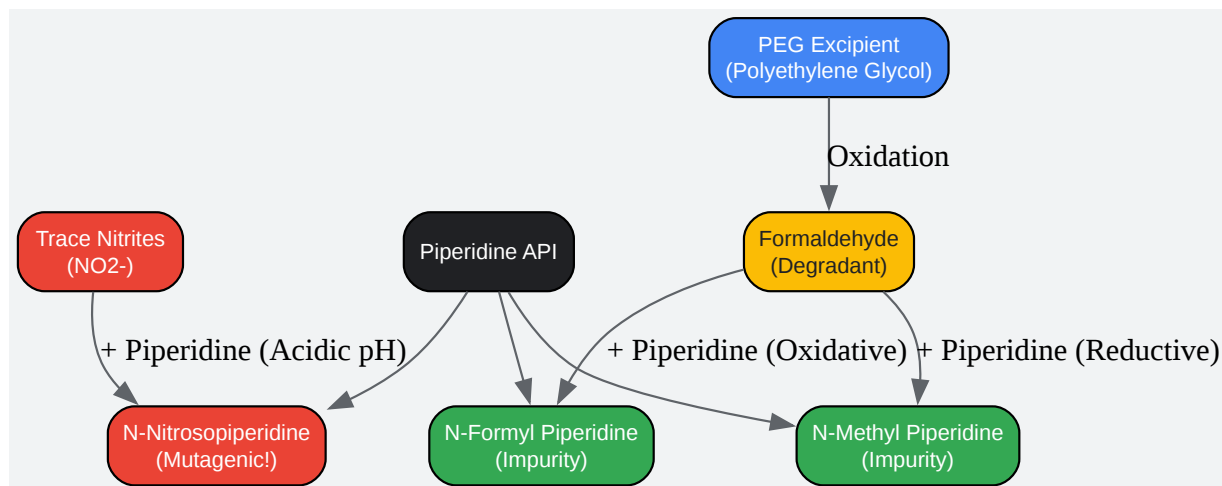 PEG Excipient
(Polyethylene Glycol)
Oxidation
Trace Nitrites
(NO2-)
Piperidine API
Formaldehyde
(Degradant)
+ Piperidine (Acidic pH)
+ Piperidine (Oxidative)
+ Piperidine (Reductive)
N-Nitrosopiperidine
(Mutagenic!)
N-Formyl Piperidine
(Impurity)
N-Methyl Piperidine
(Impurity)